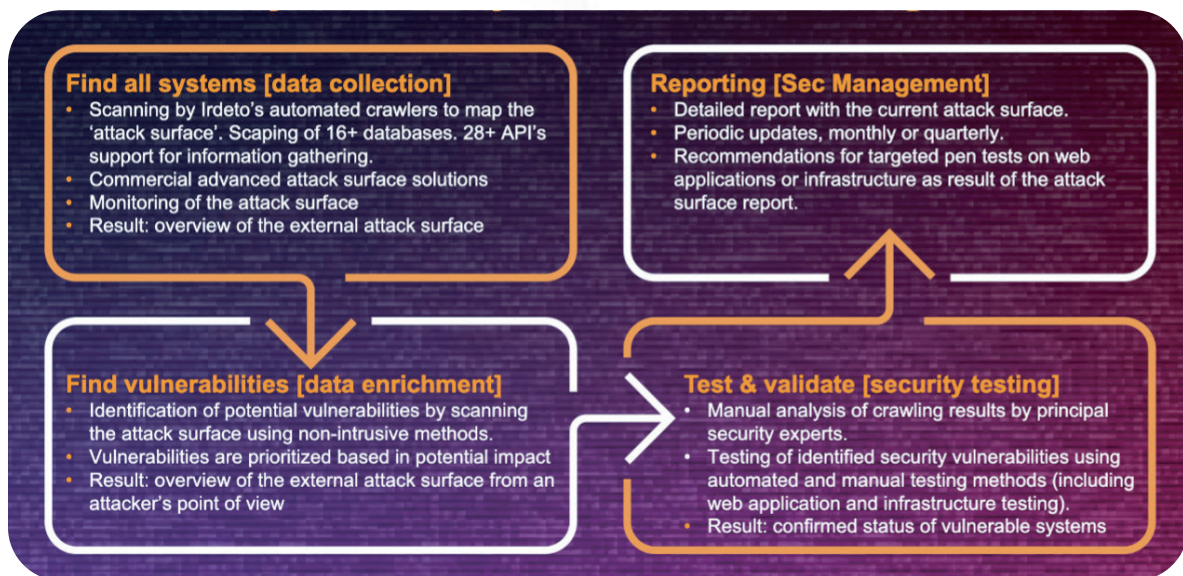 Find all systems [data collection]
• Scanning by Irdeto's automated crawlers to map the
'attack surface'. Scaping of 16+ databases. 28+ API's
support for information gathering.
• Commercial advanced attack surface solutions
• Monitoring of the attack surface
• Result: overview of the external attack surface
Find vulnerabilities [data enrichment]
• Identification of potential vulnerabilities by scanning
the attack surface using non-intrusive methods.
• Vulnerabilities are prioritized based in potential impact
• Result: overview of the external attack surface from an
attacker's point of view
Test & validate [security testing]
• Manual analysis of crawling results by principal
security experts.
• Testing of identified security vulnerabilities using
automated and manual testing methods (including
web application and infrastructure testing).
• Result: confirmed status of vulnerable systems
Reporting [Sec Management]
• Detailed report with the current attack surface.
• Periodic updates, monthly or quarterly.
• Recommendations for targeted pen tests on web
applications or infrastructure as result of the attack
surface report.